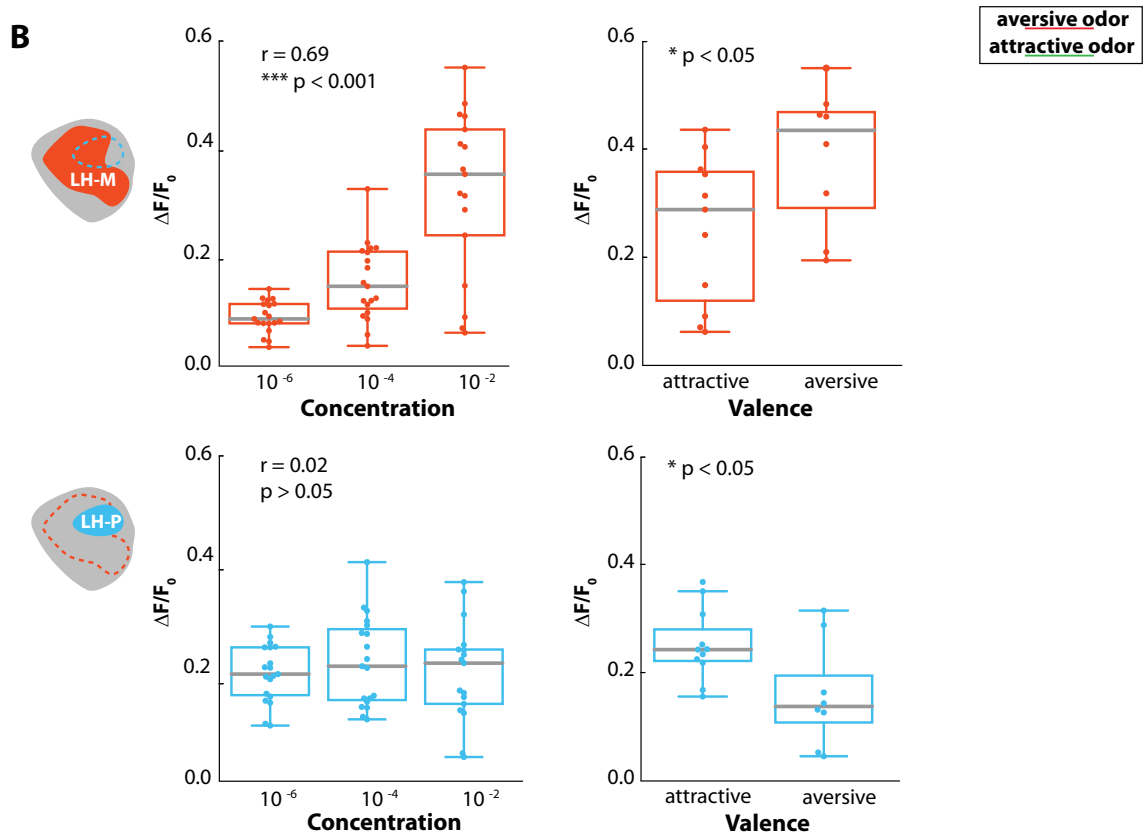 B
aversive odor
attractive odor
LH-M
ΔF/F0
0.6
0.4
0.2
0.0
r = 0.69
*** p < 0.001
10 -6
10 -4
10 -2
Concentration
ΔF/F0
0.6
0.4
0.2
0.0
* p < 0.05
attractive
aversive
Valence
LH-P
ΔF/F0
0.6
0.4
0.2
0.0
r = 0.02
p > 0.05
10 -6
10 -4
10 -2
Concentration
ΔF/F0
0.6
0.4
0.2
0.0
* p < 0.05
attractive
aversive
Valence